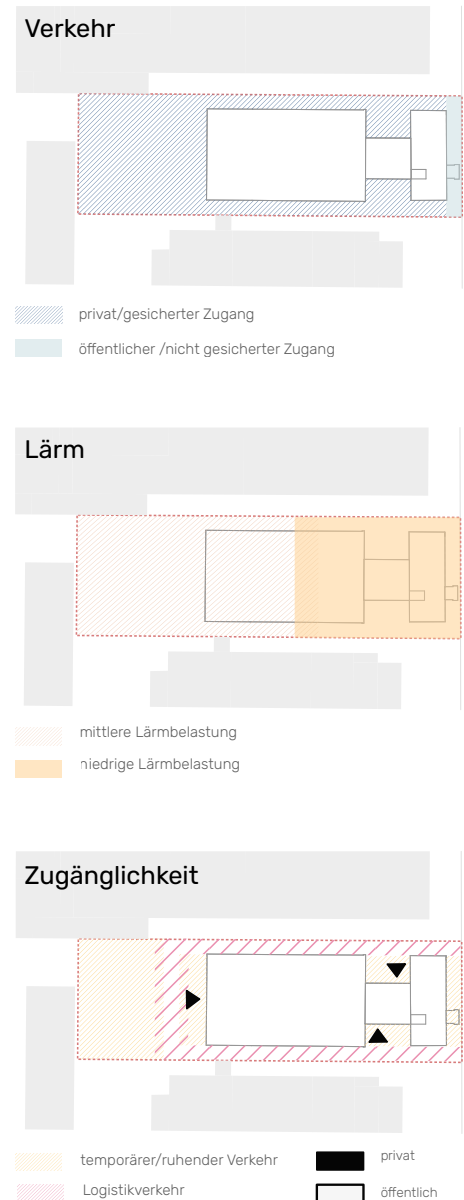 Verkehr
privat/gesicherter Zugang
öffentlicher /nicht gesicherter Zugang
Lärm
mittlere Lärmbelastung
niedrige Lärmbelastung
Zugänglichkeit
temporärer/ruhender Verkehr
privat
Logistikverkehr
öffentlich